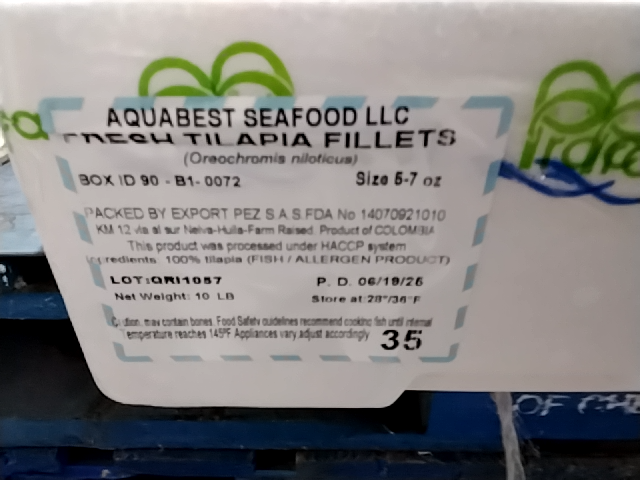 AQUABEST SEAFOOD LLC
FRESH TILAPIA FILLETS
(Oreochromis niloticus)
BOX ID 90 - B1- 0072
Size 5-7 oz
PACKED BY EXPORT PEZ S.A.S.FDA No 14070921010
KM 12 via al sur Neiva-Huila-Farm Raised. Product of COLOMBIA
This product was processed under HACCP system
Ingredients: 100% tilapia (FISH / ALLERGEN PRODUCT)
LOT:QRI1057
P. D. 06/19/25
Net Weight: 10 LB
Store at:28°/36°F
Caution, may contain bones. Food Safety guidelines recommend cooking fish until internal
Temperature reaches 145ºF Appliances vary, adjust accordingly
35
OF